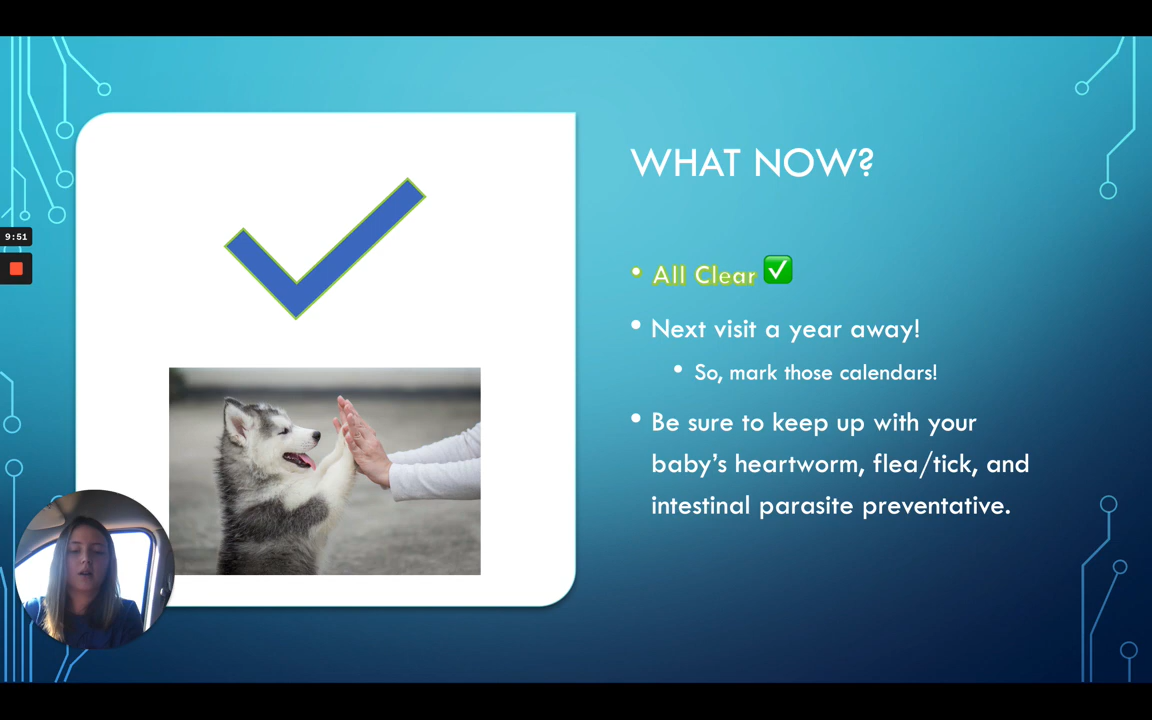 WHAT NOW?
• All Clear ✅
• Next visit a year away!
• So, mark those calendars!
• Be sure to keep up with your
baby’s heartworm, flea/tick, and
intestinal parasite preventative.
9:51